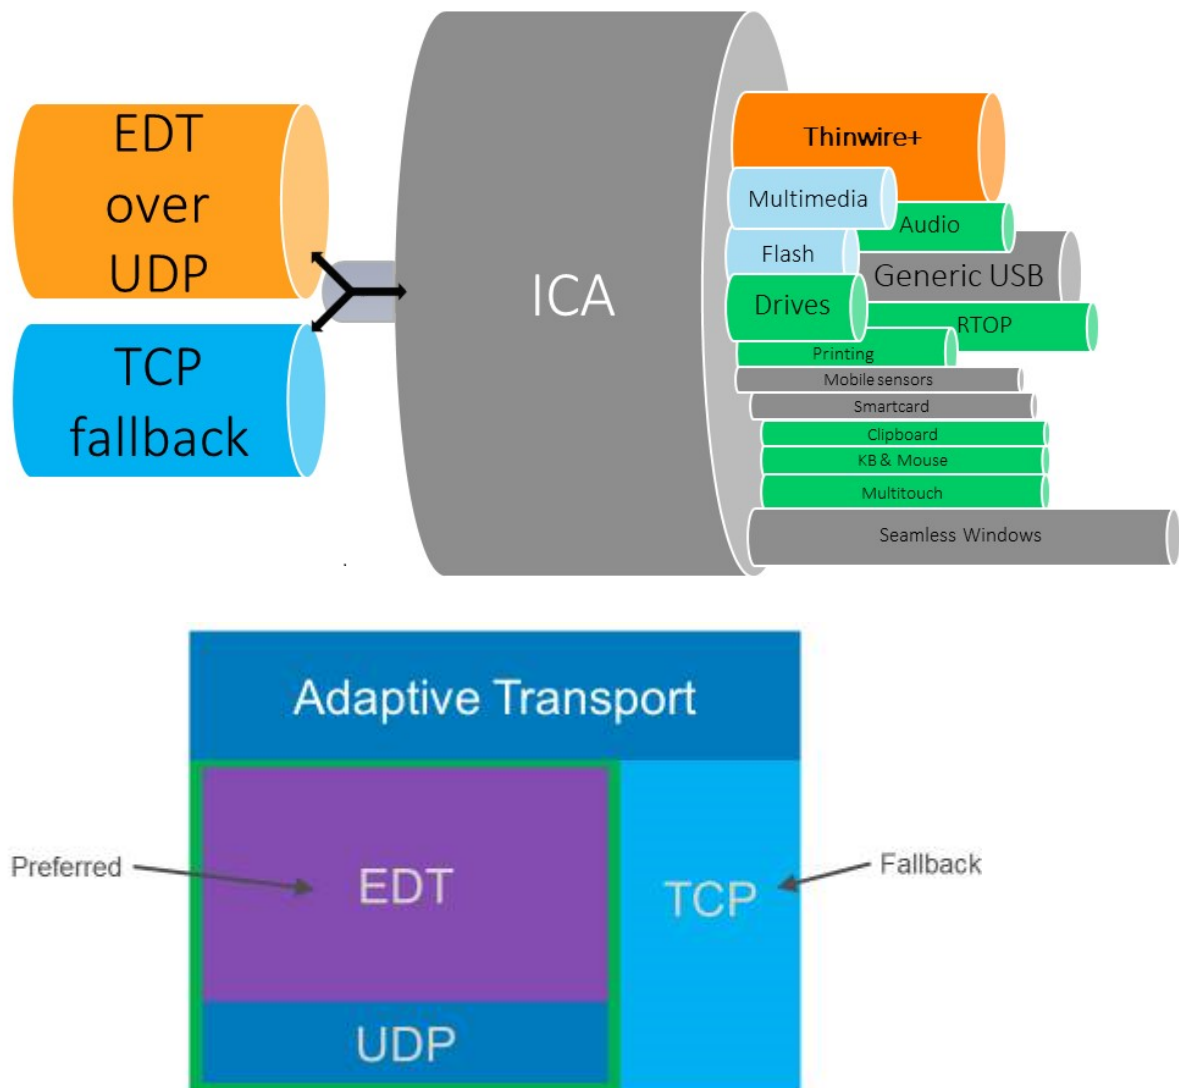 EDT
over
UDP
TCP
fallback
ICA
Thinwire+
Multimedia
Audio
Flash
Generic USB
Drives
RTOP
Printing
Mobile sensors
Smartcard
Clipboard
KB & Mouse
Multitouch
Seamless Windows
Adaptive Transport
Preferred
EDT
TCP
Fallback
UDP